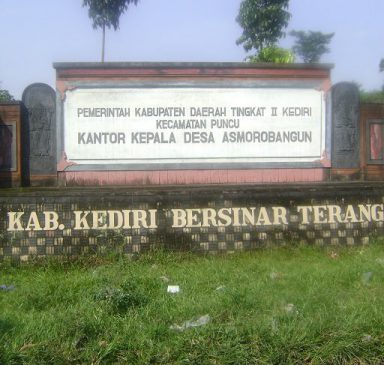 PEMERINTAH KABUPATEN DAERAH TINGKAT II KEDIRI
KECAMATAN PUNCU
KANTOR KEPALA DESA ASMOROBANGUN
KAB. KEDIRI BERSINAR TERANG